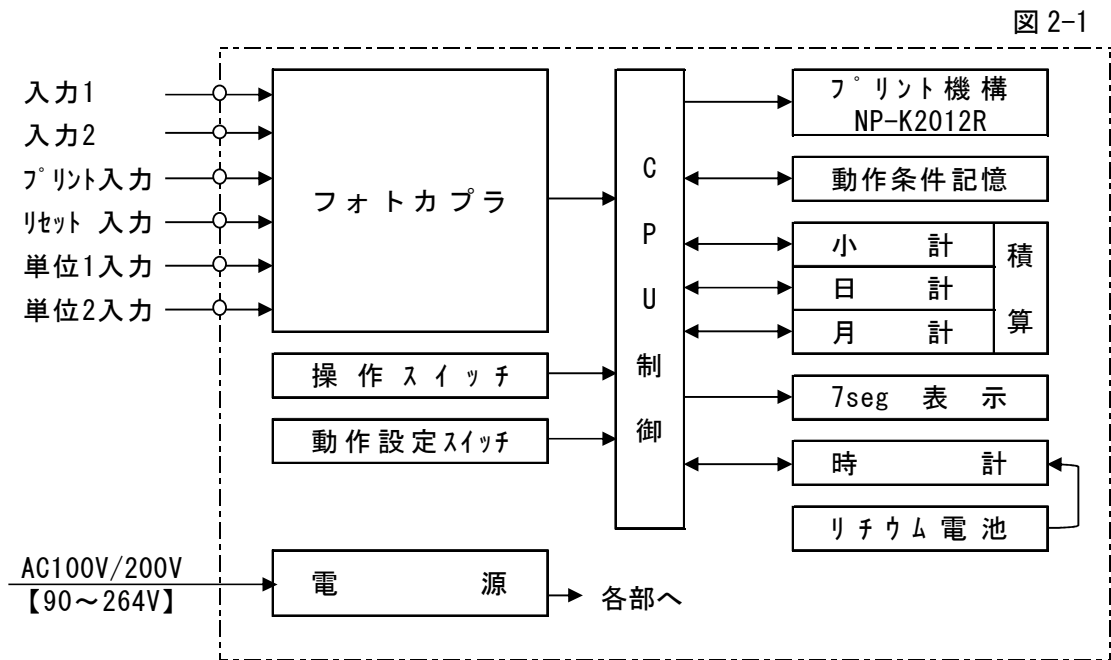 図 2-1
入力1
入力2
プリント入力
リセット 入力
単位1入力
単位2入力
フォトカプラ
操作スイッチ
動作設定スイッチ
CPU制御
プリント機構
NP-K2012R
動作条件記憶
小 計
日 計
月 計
積算
7seg 表 示
時 計
リチウム電池
AC100V/200V
【90～264V】
電 源
各部へ